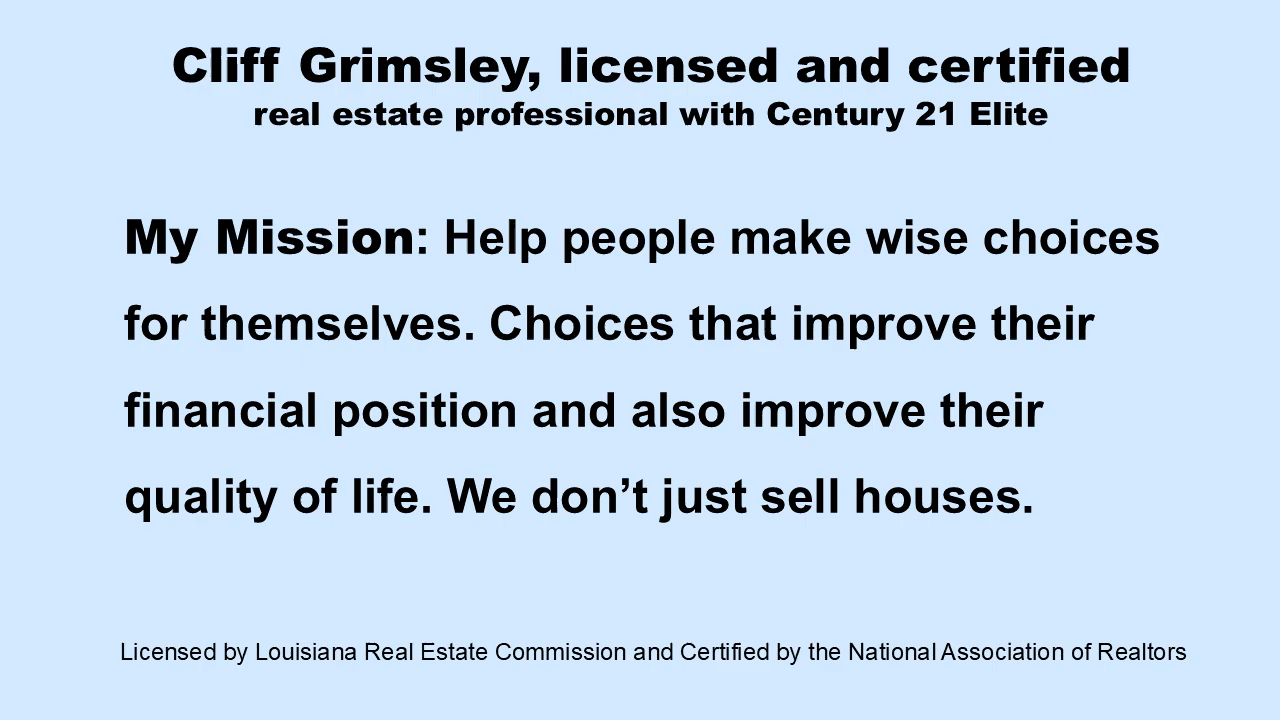 Cliff Grimsley, licensed and certified
real estate professional with Century 21 Elite
My Mission: Help people make wise choices
for themselves. Choices that improve their
financial position and also improve their
quality of life. We don’t just sell houses.
Licensed by Louisiana Real Estate Commission and Certified by the National Association of Realtors